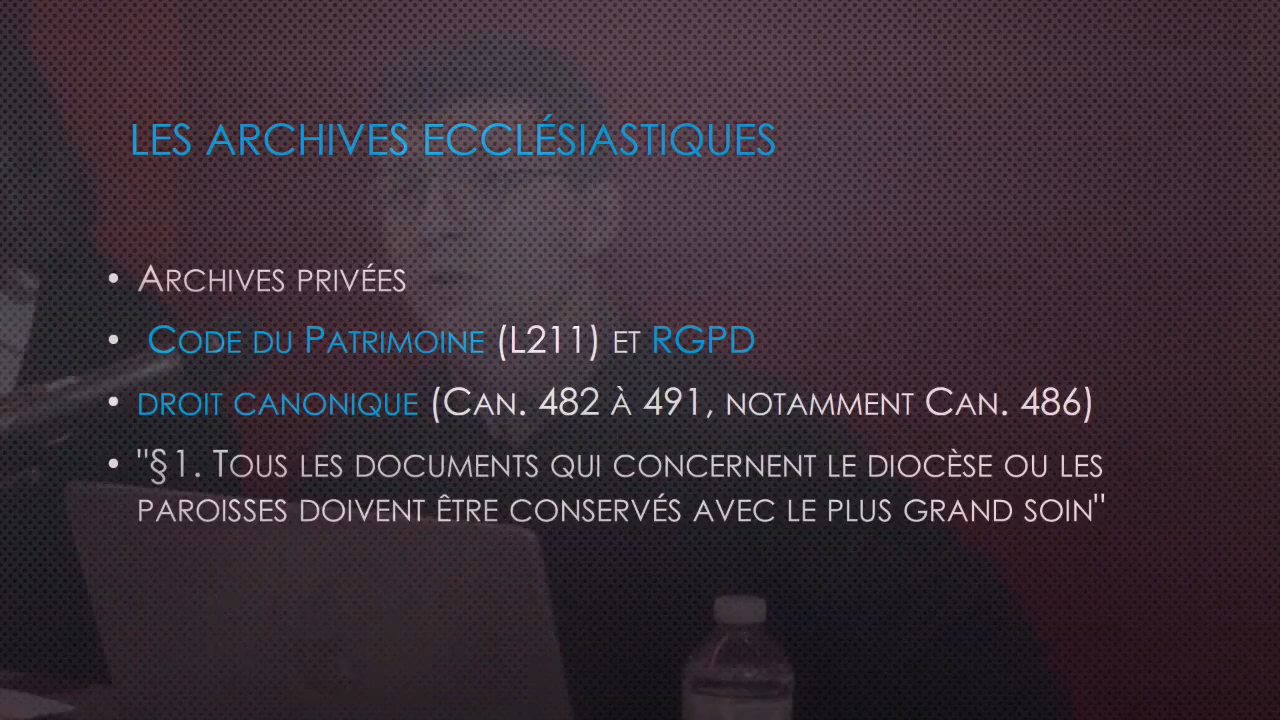 LES ARCHIVES ECCLÉSIASTIQUES
• ARCHIVES PRIVÉES
• CODE DU PATRIMOINE (L211) ET RGPD
• DROIT CANONIQUE (CAN. 482 À 491, NOTAMMENT CAN. 486)
• "§1. TOUS LES DOCUMENTS QUI CONCERNENT LE DIOCÈSE OU LES
PAROISSES DOIVENT ÊTRE CONSERVÉS AVEC LE PLUS GRAND SOIN"